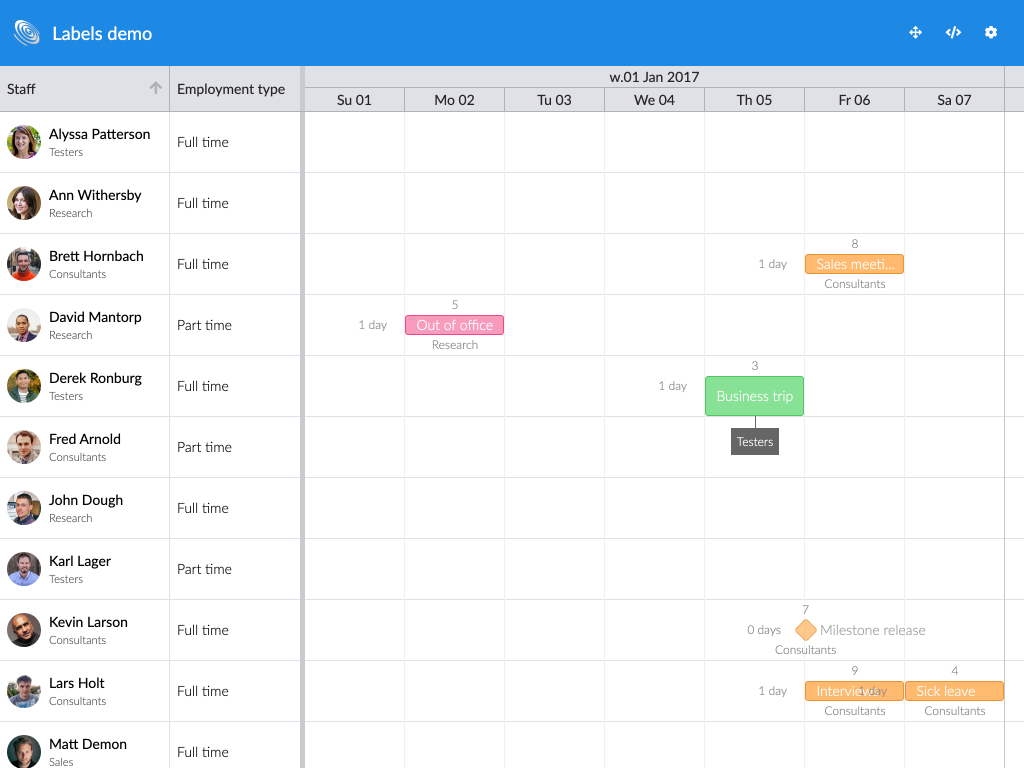 Labels demo
Staff
Employment type
w.01 Jan 2017
Su 01
Mo 02
Tu 03
We 04
Th 05
Fr 06
Sa 07
Alyssa Patterson
Testers
Full time
Ann Withersby
Research
Full time
Brett Hornbach
Consultants
Full time
8
1 day
Sales meeti...
Consultants
David Mantorp
Research
Part time
5
1 day
Out of office
Research
Derek Ronburg
Testers
Full time
3
1 day
Business trip
Testers
Fred Arnold
Consultants
Part time
John Dough
Research
Full time
Karl Lager
Testers
Part time
Kevin Larson
Consultants
Full time
7
0 days
Milestone release
Consultants
Lars Holt
Consultants
Full time
9
1 day
Interviews
Consultants
4
1 day
Sick leave
Consultants
Matt Demon
Sales
Full time